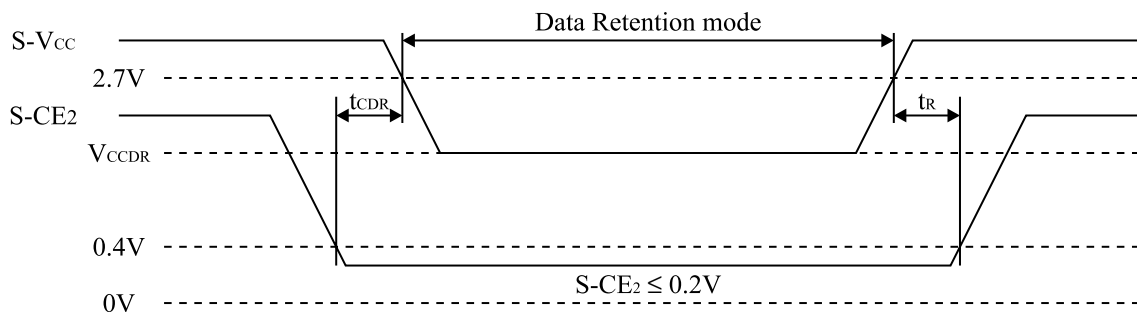 Data Retention mode
S-VCC
2.7V
tCDR
tR
S-CE2
VCCDR
0.4V
S-CE2 ≤ 0.2V
0V